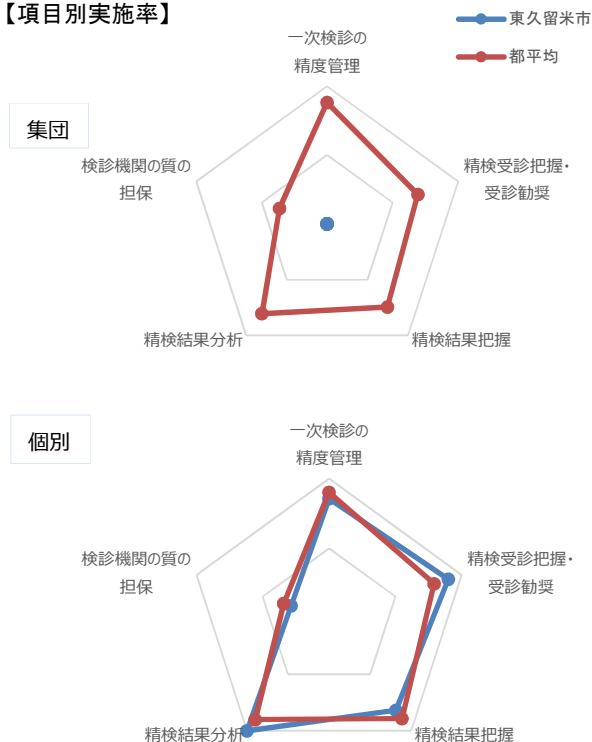 【項目別実施率】
東久留米市
都平均
集団
一次検診の
精度管理
精検受診把握・
受診勧奨
精検結果把握
精検結果分析
検診機関の質の
担保
個別
一次検診の
精度管理
精検受診把握・
受診勧奨
精検結果把握
精検結果分析
検診機関の質の
担保